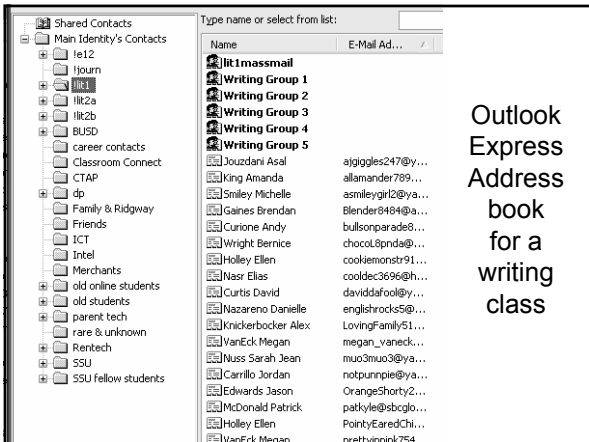 Shared Contacts
Main Identity's Contacts
!e12
!journ
!lit1
!lit2a
!lit2b
BUSD
career contacts
Classroom Connect
CTAP
dp
Family & Ridgway
Friends
ICT
Intel
Merchants
old online students
old students
parent tech
rare & unknown
Rentech
SSU
SSU fellow students
Type name or select from list:
Name E-Mail Ad...
lit1massmail
Writing Group 1
Writing Group 2
Writing Group 3
Writing Group 4
Writing Group 5
Jouzdani Asal ajgiggles247@y...
King Amanda allamander789...
Smiley Michelle asmileygirl2@ya...
Gaines Brendan Blender8484@a...
Curione Andy bullsonparade8...
Wright Bernice chocoL8pnda@...
Holley Ellen cookiemonstr91...
Nasr Elias cooldec3696@h...
Curtis David daviddafool@y...
Nazareno Danielle englishrocks5@...
Knickerbocker Alex LovingFamily51...
VanEck Megan megan_vaneck...
Nuss Sarah Jean muo3muo3@ya...
Carrillo Jordan notpunnpie@ya...
Edwards Jason OrangeShorty2...
McDonald Patrick patkyle@sbcglo...
Holley Ellen PointyEaredChi...
VanEck Megan prettyinpink754
Outlook
Express
Address
book
for a
writing
class